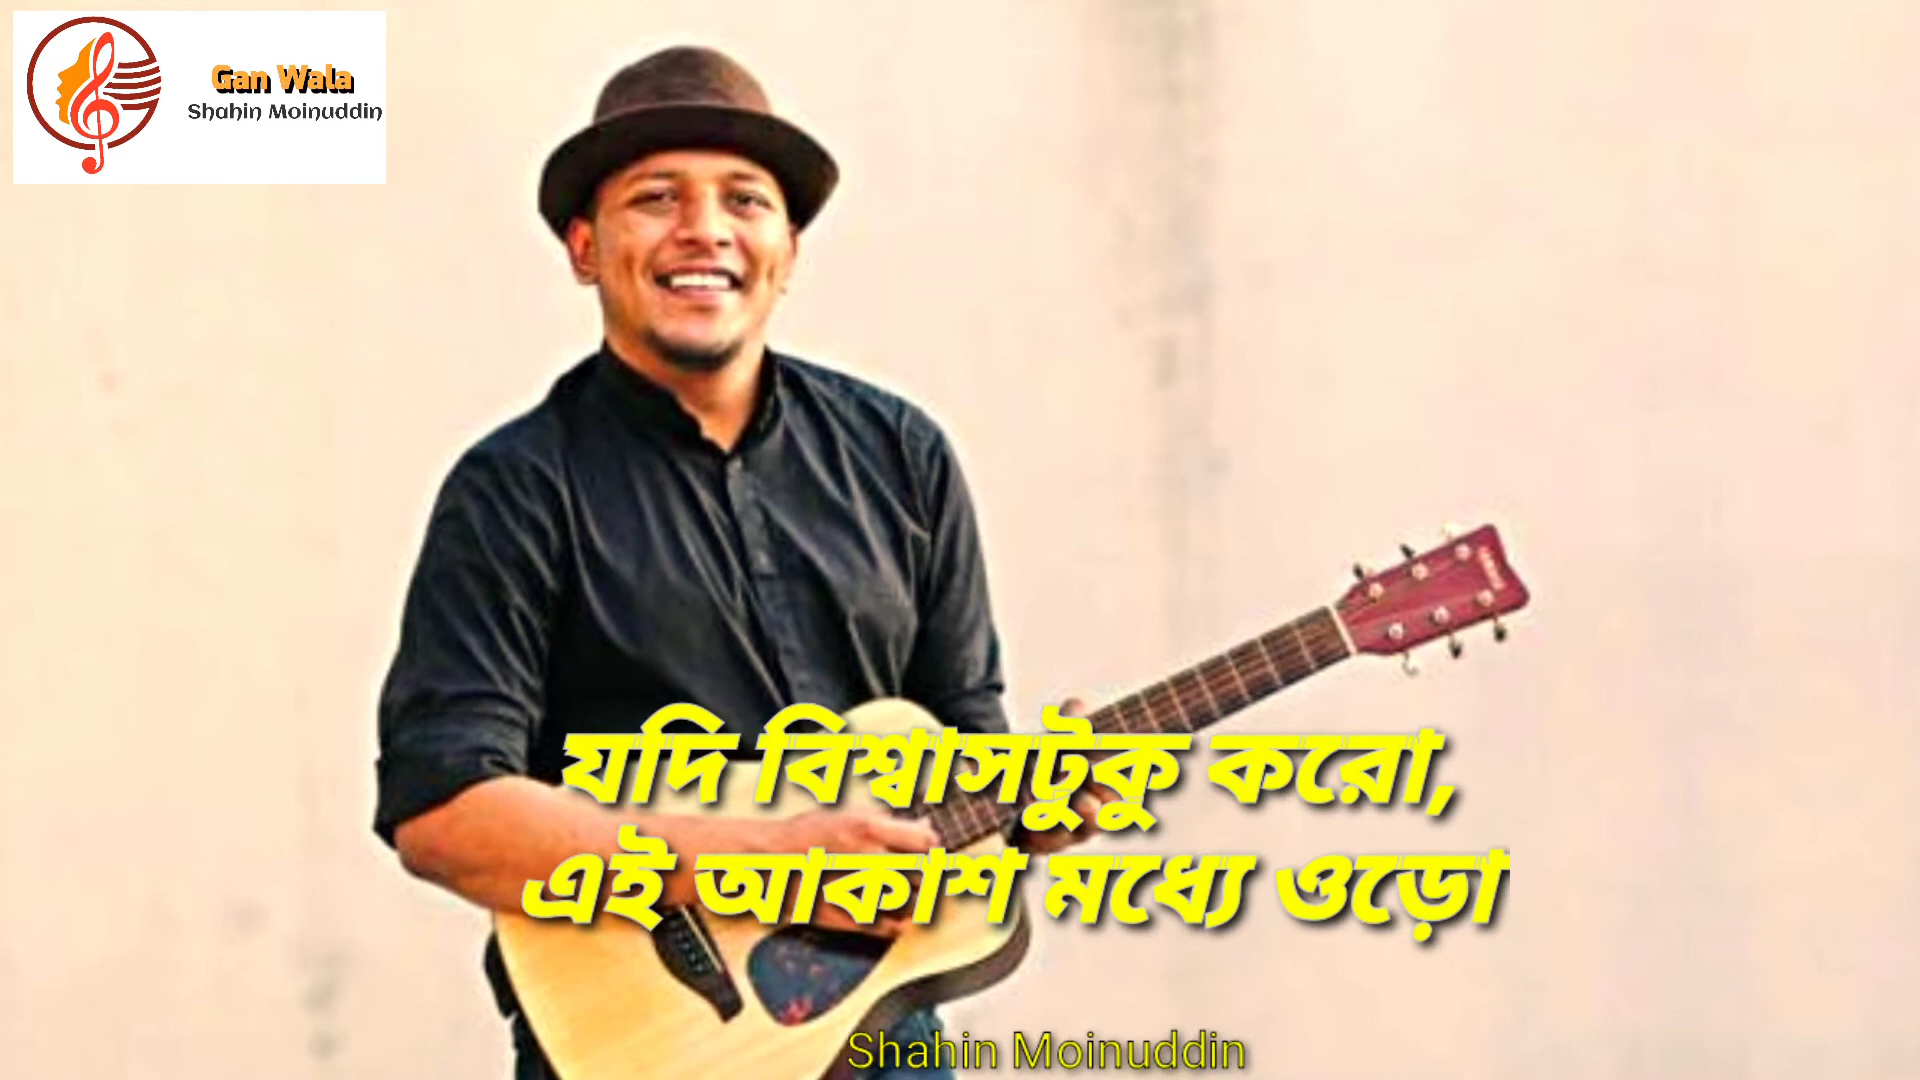 Gan Wala
Shahin Moinuddin
যদি বিশ্বাসটুকু করো,
এই আকাশ মধ্যে ওড়ো
Shahin Moinuddin